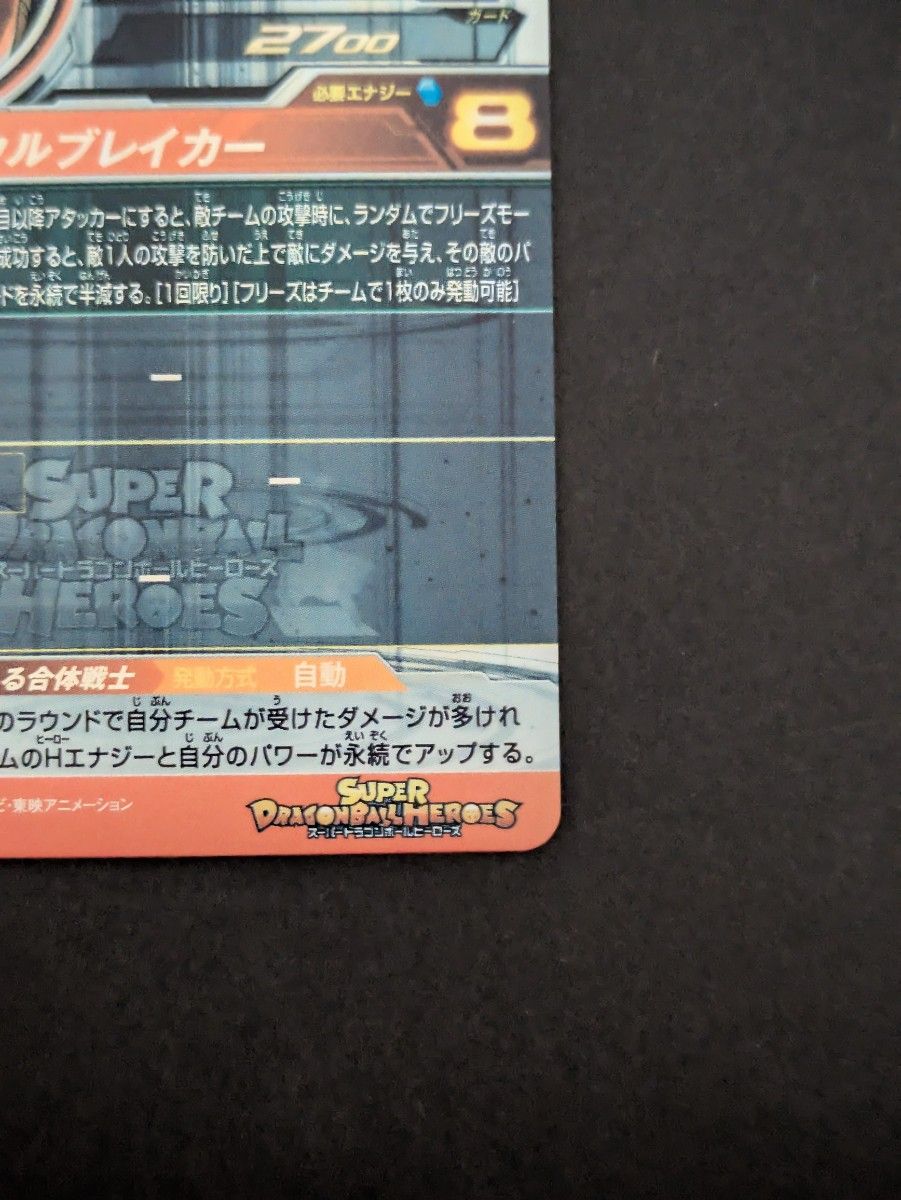 ガード
2700
必要エナジー
8
ルブレイカー
目以降アタッカーにすると、敵チームの攻撃時に、ランダムでフリーズモー
成功すると、敵1人の攻撃を防いだ上で敵にダメージを与え、その敵のパ
ドを永続で半減する。[1回限り][フリーズはチームで1枚のみ発動可能]
SUPER
DRAGONBALL
スーパードラゴンボールヒーローズ
HEROES
る合体戦士 発動方式 自動
のラウンドで自分チームが受けたダメージが多けれ
ムのHエナジーと自分のパワーが永続でアップする。
・東映アニメーション
SUPER
DRAGONBALL HEROES
スーパードラゴンボールヒーローズ